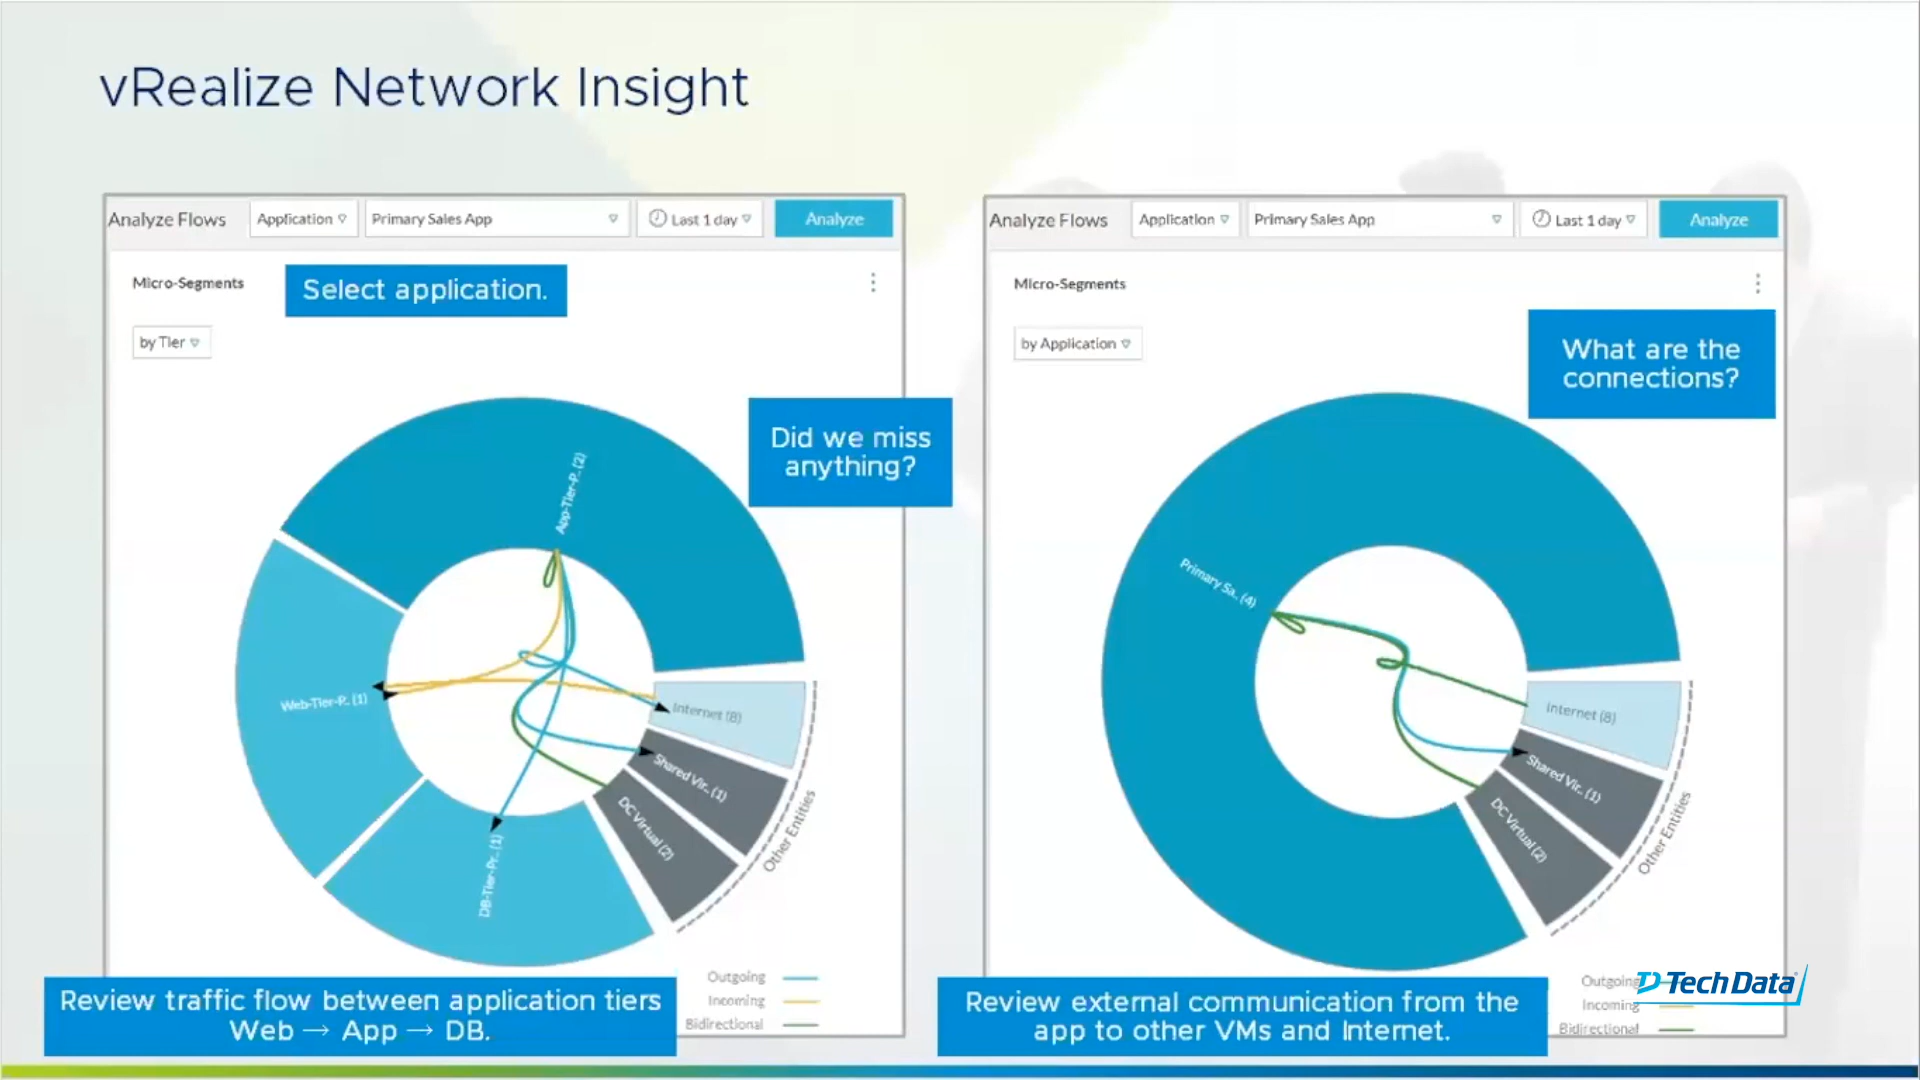 vRealize Network Insight
Analyze Flows
Application
Primary Sales App
Last 1 day
Analyze
Micro-Segments
Select application.
by Tier
Did we miss
anything?
App-Tier-P.. (2)
Web-Tier-P.. (1)
DB-Tier-Pr... (1)
Internet (8)
Shared Vir... (1)
DC Virtual (2)
Other Entities
Outgoing
Incoming
Bidirectional
Review traffic flow between application tiers
Web → App → DB.
Analyze Flows
Application
Primary Sales App
Last 1 day
Analyze
Micro-Segments
by Application
What are the
connections?
Primary Sa... (4)
Internet (8)
Shared Vir... (1)
DC Virtual (2)
Other Entities
Outgoing
Incoming
Bidirectional
Review external communication from the
app to other VMs and Internet.
Tech Data